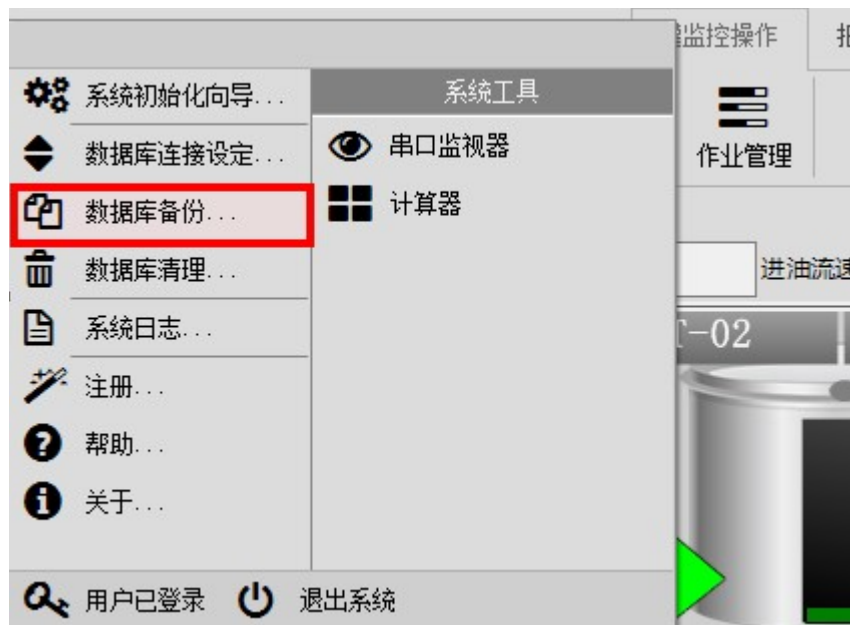 系统初始化向导...
数据库连接设定...
数据库备份...
数据库清理...
系统日志...
注册...
帮助...
关于...
系统工具
串口监视器
计算器
用户已登录
退出系统
监控操作
作业管理
进油流速
T-02